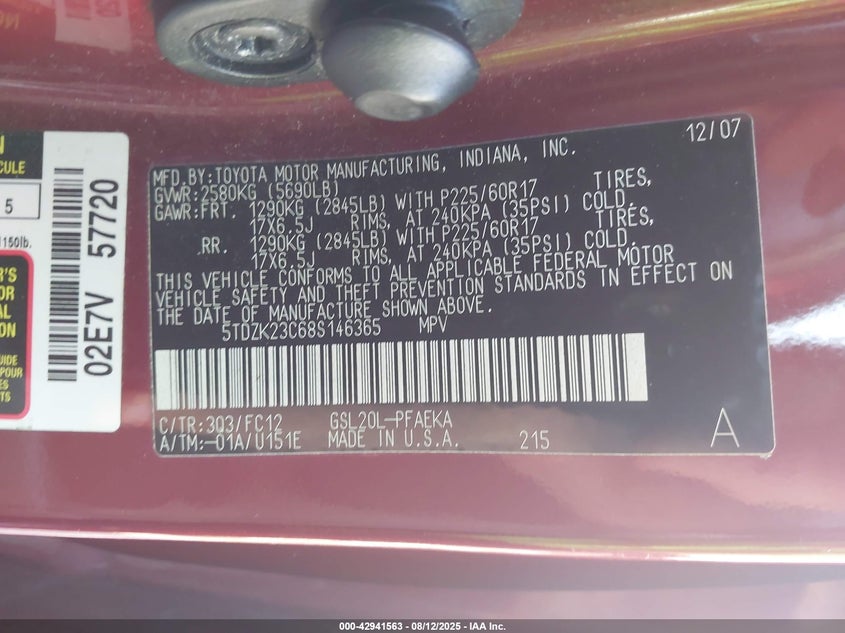 12/07
MFD.BY:TOYOTA MOTOR MANUFACTURING, INDIANA, INC.
GVWR:2580KG (5690LB)
GAWR:FRT. 1290KG (2845LB) WITH P225/60R17 TIRES,
17X6.5J RIMS, AT 240KPA (35PSI) COLD.
RR. 1290KG (2845LB) WITH P225/60R17 TIRES,
17X6.5J RIMS, AT 240KPA (35PSI) COLD.
THIS VEHICLE CONFORMS TO ALL APPLICABLE FEDERAL MOTOR
VEHICLE SAFETY AND THEFT PREVENTION STANDARDS IN EFFECT ON
THE DATE OF MANUFACTURE SHOWN ABOVE.
5TDZK23C68S146365 MPV
C/TR:3Q3/FC12 GSL20L-PFAEKA
A/TM:-01A/U151E MADE IN U.S.A. 215
A
02E7V 57720
5
1150lb.
000-42941563 - 08/12/2025 - IAA Inc.